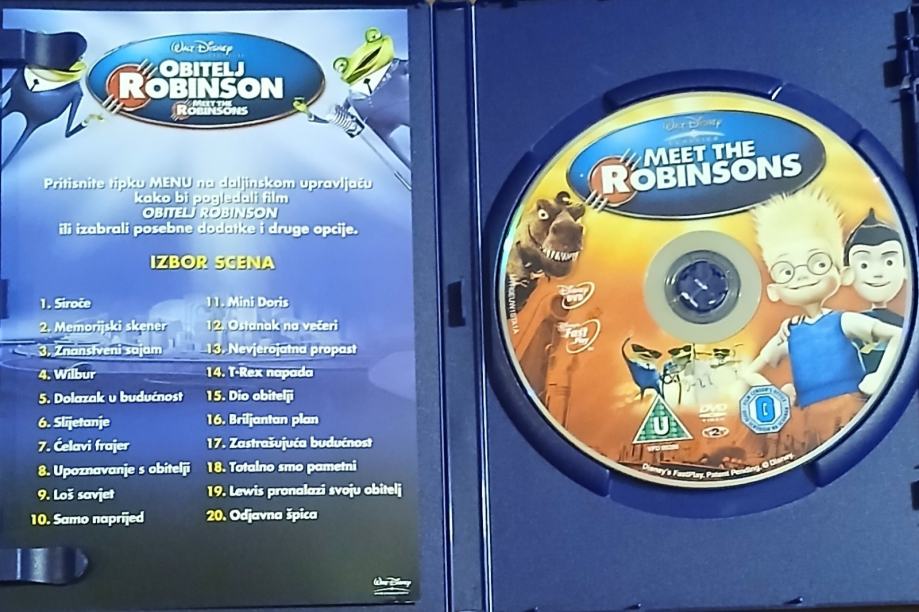 WALT DISNEY
OBITELJ
ROBINSON
MEET THE
ROBINSONS
Pritisnite tipku MENU na daljinskom upravljaču
kako bi pogledali film
OBITELJ ROBINSON
ili izabrali posebne dodatke i druge opcije.
IZBOR SCENA
1. Siroče
2. Memorijski skener
3. Znanstveni sajam
4. Wilbur
5. Dolazak u budućnost
6. Slijetanje
7. Ćelavi frajer
8. Upoznavanje s obitelji
9. Loš savjet
10. Samo naprijed
11. Mini Doris
12. Ostanak na večeri
13. Nevjerojatna propast
14. T-Rex napada
15. Dio obitelji
16. Briljantan plan
17. Zastrašujuća budućnost
18. Totalno smo pametni
19. Lewis pronalazi svoju obitelj
20. Odjavna špica
WALT DISNEY
WALT DISNEY
CLASSICS
MEET THE
ROBINSONS
Disney
DVD
Disney's
Fast
Play
U
DVD
VIDEO
2
Disney's FastPlay, Patent Pending. © Disney.